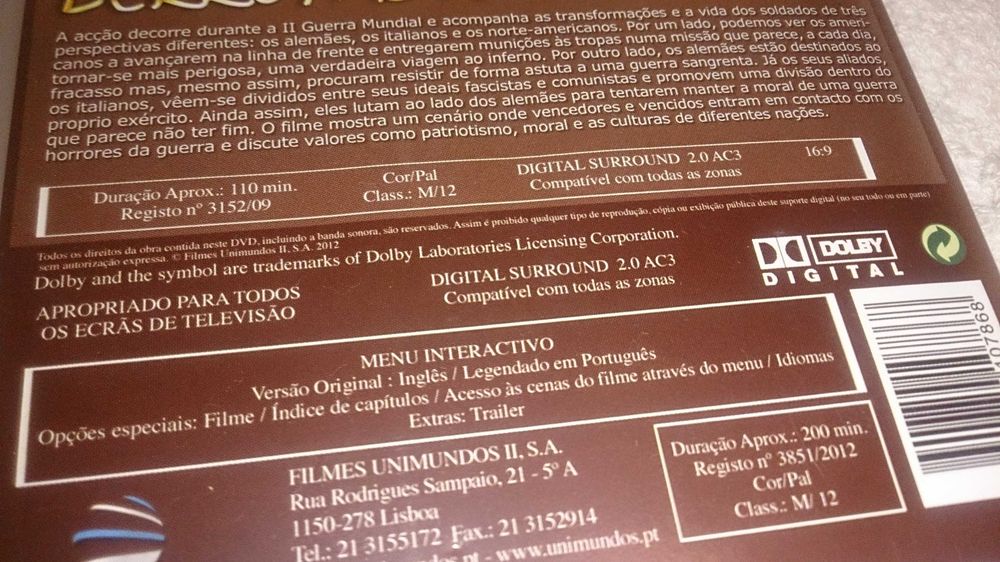 A acção decorre durante a II Guerra Mundial e acompanha as transformações e a vida dos soldados de três
perspectivas diferentes: os alemães, os italianos e os norte-americanos. Por um lado, podemos ver os ameri-
canos a avançarem na linha de frente e entregarem munições às tropas numa missão que parece, a cada dia,
tornar-se mais perigosa, uma verdadeira viagem ao inferno. Por outro lado, os alemães estão destinados ao
fracasso mas, mesmo assim, procuram resistir de forma astuta a uma guerra sangrenta. Já os seus aliados,
os italianos, vêem-se divididos entre seus ideais fascistas e comunistas e promovem uma divisão dentro do
proprio exército. Ainda assim, eles lutam ao lado dos alemães para tentarem manter a moral de uma guerra
que parece não ter fim. O filme mostra um cenário onde vencedores e vencidos entram em contacto com os
horrores da guerra e discute valores como patriotismo, moral e as culturas de diferentes nações.
Duração Aprox.: 110 min.
Registo nº 3152/09
Cor/Pal
Class.: M/12
DIGITAL SURROUND 2.0 AC3
Compatível com todas as zonas
16:9
Todos os direitos da obra contida neste DVD, incluindo a banda sonora, são reservados. Assim é proibido qualquer tipo de reprodução, cópia ou exibição pública deste suporte digital (no seu todo ou em parte)
sem autorização expressa. © Filmes Unimundos II, S.A. 2012
Dolby and the symbol are trademarks of Dolby Laboratories Licensing Corporation.
DOLBY
DIGITAL
APROPRIADO PARA TODOS
OS ECRÃS DE TELEVISÃO
DIGITAL SURROUND 2.0 AC3
Compatível com todas as zonas
MENU INTERACTIVO
Versão Original : Inglês / Legendado em Português
Opções especiais: Filme / Índice de capítulos / Acesso às cenas do filme através do menu / Idiomas
Extras: Trailer
FILMES UNIMUNDOS II, S.A.
Rua Rodrigues Sampaio, 21 - 5º A
1150-278 Lisboa
Tel.: 21 3155172 Fax.: 21 3152914
- www.unimundos.pt
Duração Aprox.: 200 min.
Registo nº 3851/2012
Cor/Pal
Class.: M/ 12